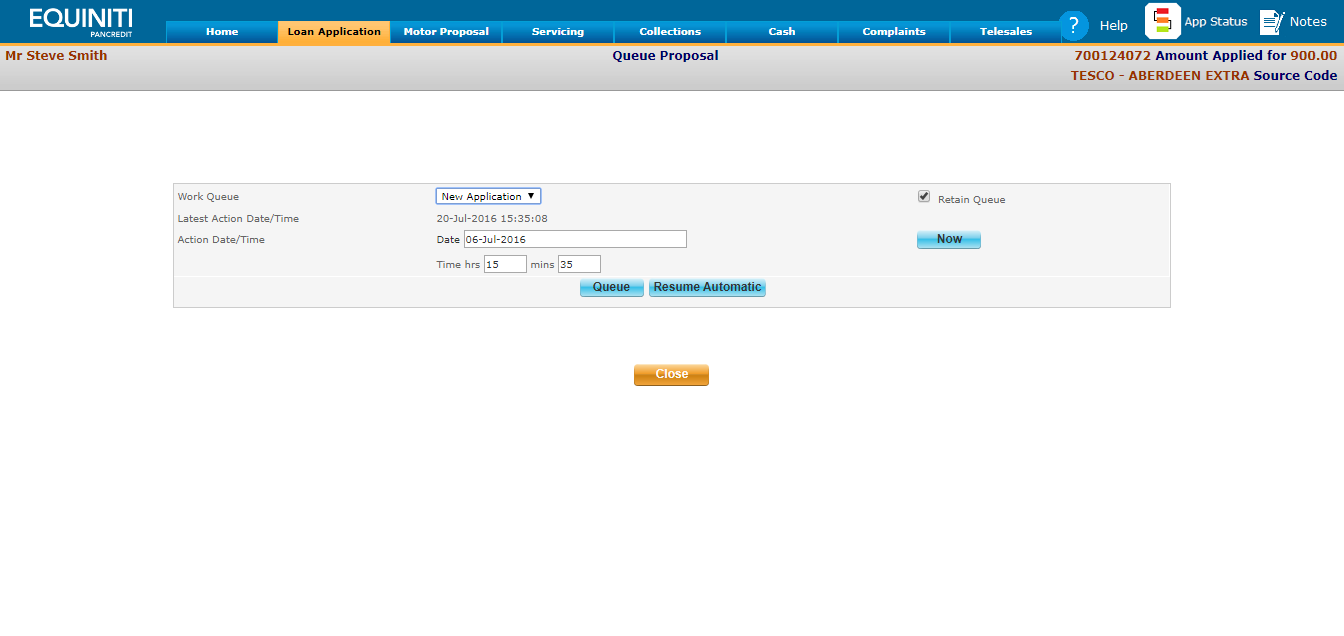 EQUINITI
PANCREDIT
Home Loan Application Motor Proposal Servicing Collections Cash Complaints Telesales ? Help App Status Notes
Mr Steve Smith Queue Proposal 700124072 Amount Applied for 900.00
TESCO - ABERDEEN EXTRA Source Code
Work Queue New Application ▼ Retain Queue
Latest Action Date/Time 20-Jul-2016 15:35:08
Action Date/Time Date 06-Jul-2016 Now
Time hrs 15 mins 35
Queue Resume Automatic
Close